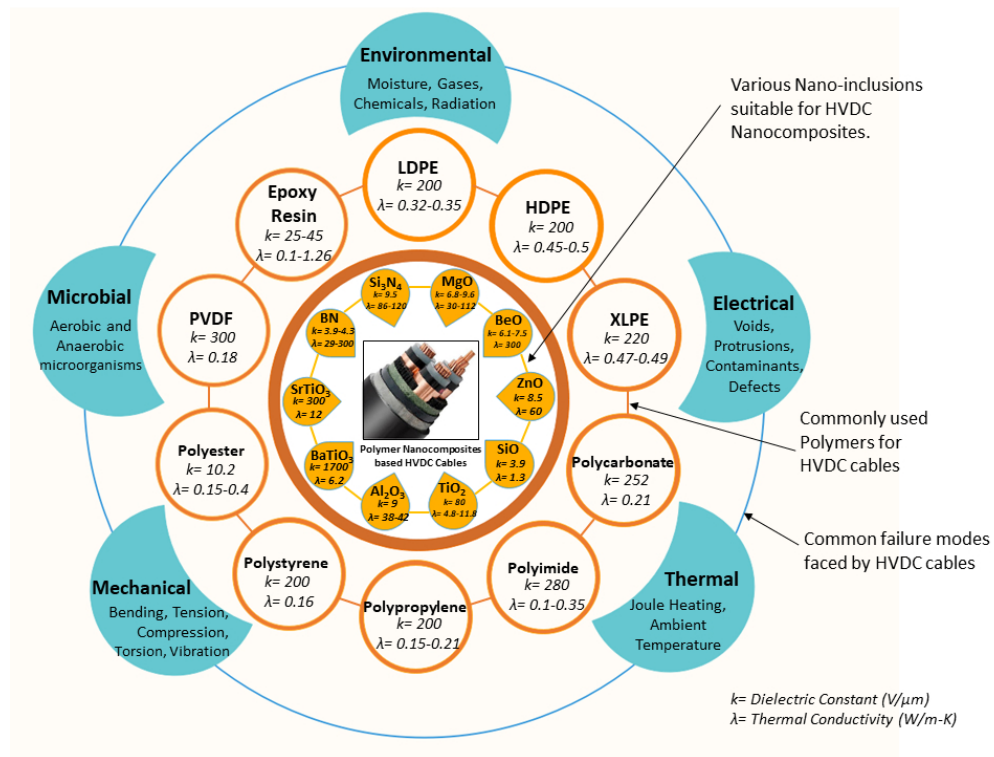 Environmental
Moisture, Gases,
Chemicals, Radiation
Various Nano-inclusions
suitable for HVDC
Nanocomposites.
LDPE
k= 200
λ= 0.32-0.35
HDPE
k= 200
λ= 0.45-0.5
Epoxy
Resin
k= 25-45
λ= 0.1-1.26
Electrical
Voids,
Protrusions,
Contaminants,
Defects
XLPE
k= 220
λ= 0.47-0.49
Microbial
Aerobic and
Anaerobic
microorganisms
PVDF
k= 300
λ= 0.18
Si₃N₄
k= 9.5
λ= 86-120
MgO
k= 6.8-9.6
λ= 30-112
BN
k= 3.9-4.3
λ= 29-300
BeO
k= 6.1-7.5
λ= 300
SrTiO₃
k= 300
λ= 12
ZnO
k= 8.5
λ= 60
Polymer Nanocomposites
based HVDC Cables
BaTiO₃
k= 1700
λ= 6.2
SiO
k= 3.9
λ= 1.3
Al₂O₃
k= 9
λ= 38-42
TiO₂
k= 80
λ= 4.8-11.8
Commonly used
Polymers for
HVDC cables
Polyester
k= 10.2
λ= 0.15-0.4
Polycarbonate
k= 252
λ= 0.21
Common failure modes
faced by HVDC cables
Polystyrene
k= 200
λ= 0.16
Polypropylene
k= 200
λ= 0.15-0.21
Polyimide
k= 280
λ= 0.1-0.35
Mechanical
Bending, Tension,
Compression,
Torsion, Vibration
Thermal
Joule Heating,
Ambient
Temperature
k= Dielectric Constant (V/μm)
λ= Thermal Conductivity (W/m-K)